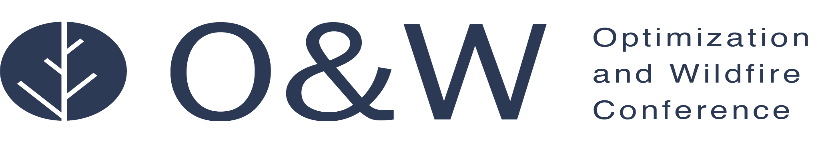 O&W
Optimization
and Wildfire
Conference